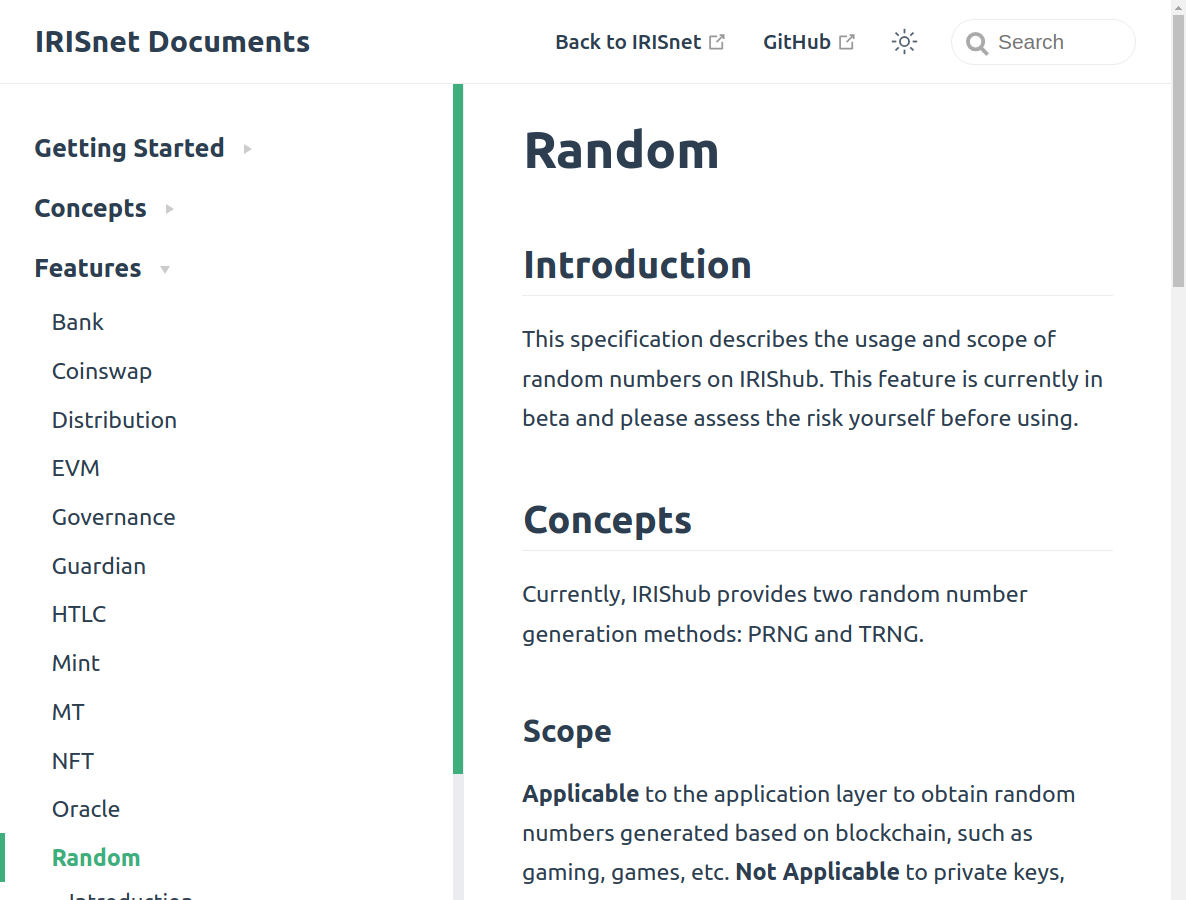 IRISnet Documents
Back to IRISnet
GitHub
Search
Getting Started
Concepts
Features
Bank
Coinswap
Distribution
EVM
Governance
Guardian
HTLC
Mint
MT
NFT
Oracle
Random
Introduction
Random
Introduction
This specification describes the usage and scope of
random numbers on IRIShub. This feature is currently in
beta and please assess the risk yourself before using.
Concepts
Currently, IRIShub provides two random number
generation methods: PRNG and TRNG.
Scope
Applicable to the application layer to obtain random
numbers generated based on blockchain, such as
gaming, games, etc. Not Applicable to private keys,